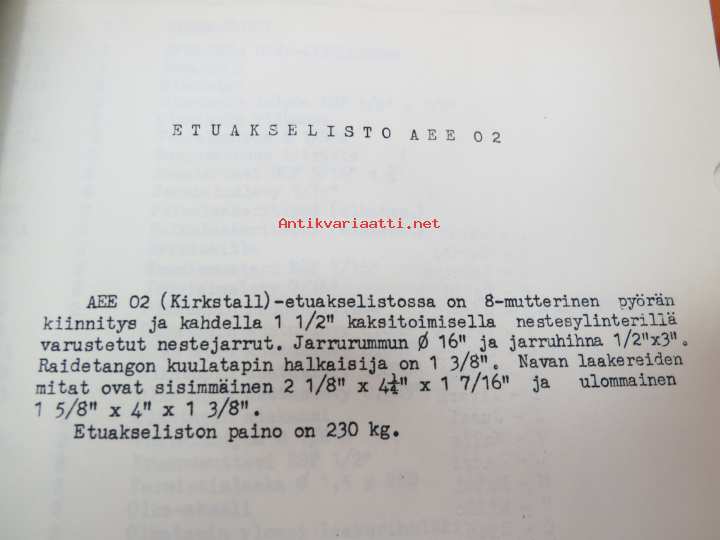 ETUAKSELISTO AEE 02
Antikvariaatti.net
AEE 02 (Kirkstall)-etuakselistossa on 8-mutterinen pyörän
kiinnitys ja kahdella 1 1/2" kaksitoimisella nestesylinterillä
varustetut nestejarrut. Jarrurummun Ø 16" ja jarruhihna 1/2"x3".
Raidetangon kuulatapin halkaisija on 1 3/8". Navan laakereiden
mitat ovat sisimmäinen 2 1/8" x 4¼" x 1 7/16" ja ulommainen
1 5/8" x 4" x 1 3/8".
Etuakseliston paino on 230 kg.